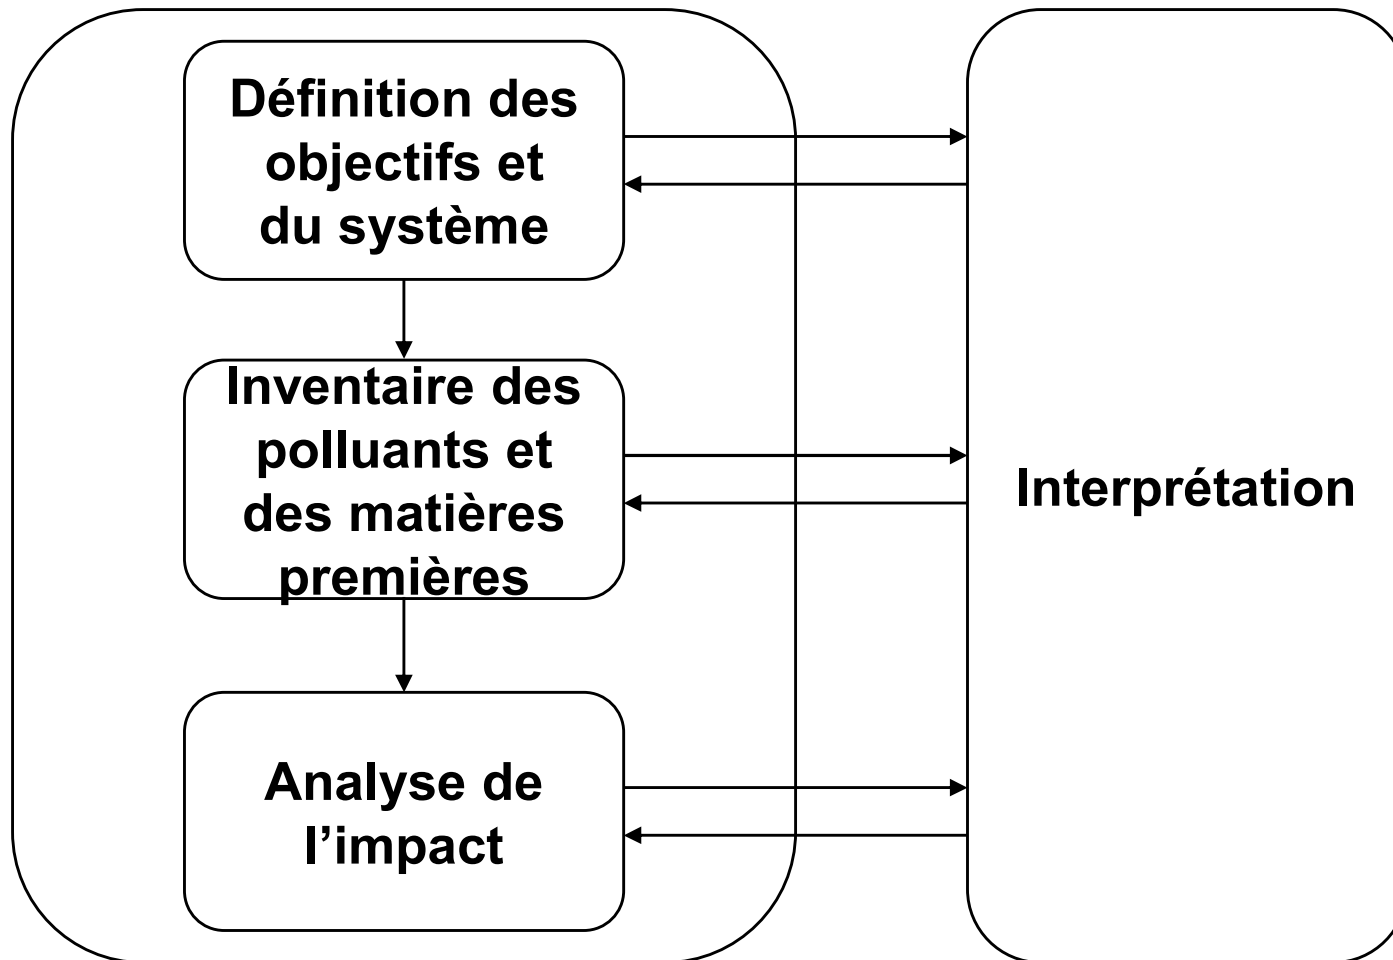 Définition des
objectifs et
du système
Inventaire des
polluants et
des matières
premières
Interprétation
Analyse de
l’impact